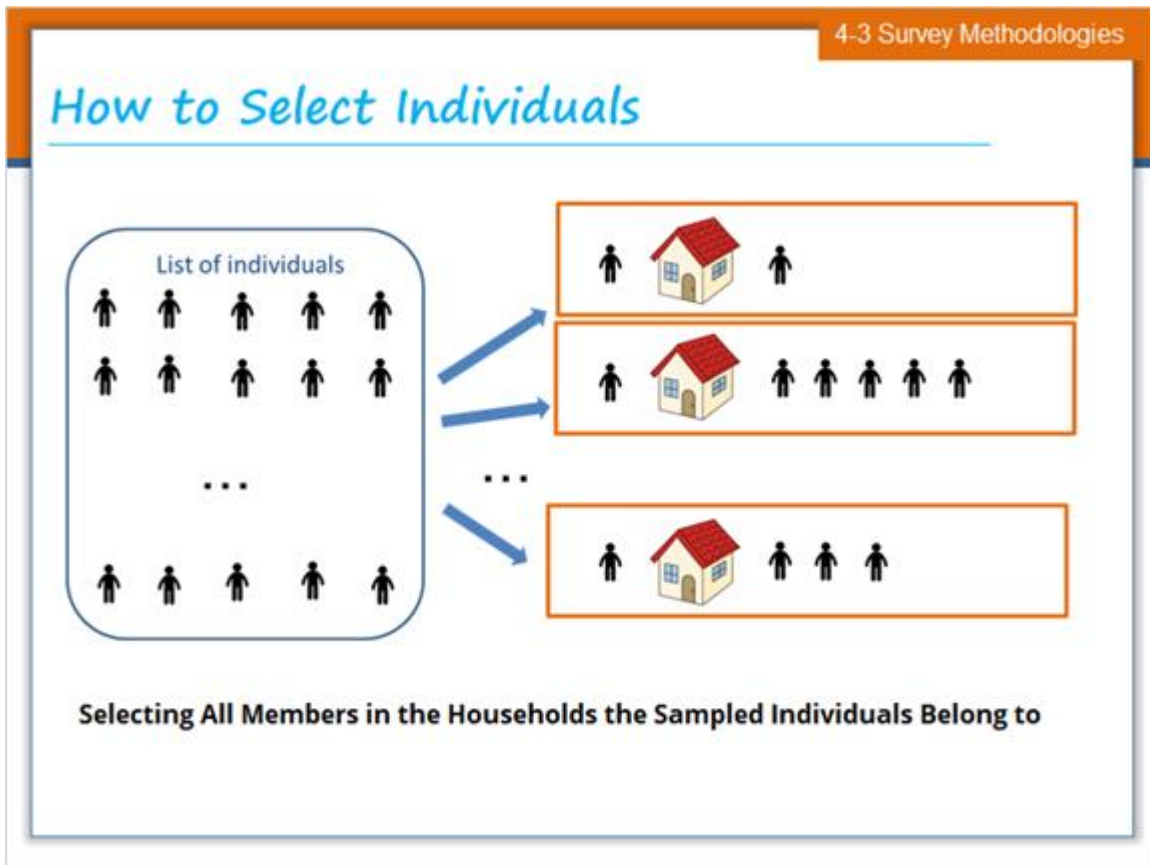 4-3 Survey Methodologies
How to Select Individuals
List of individuals
...
...
Selecting All Members in the Households the Sampled Individuals Belong to